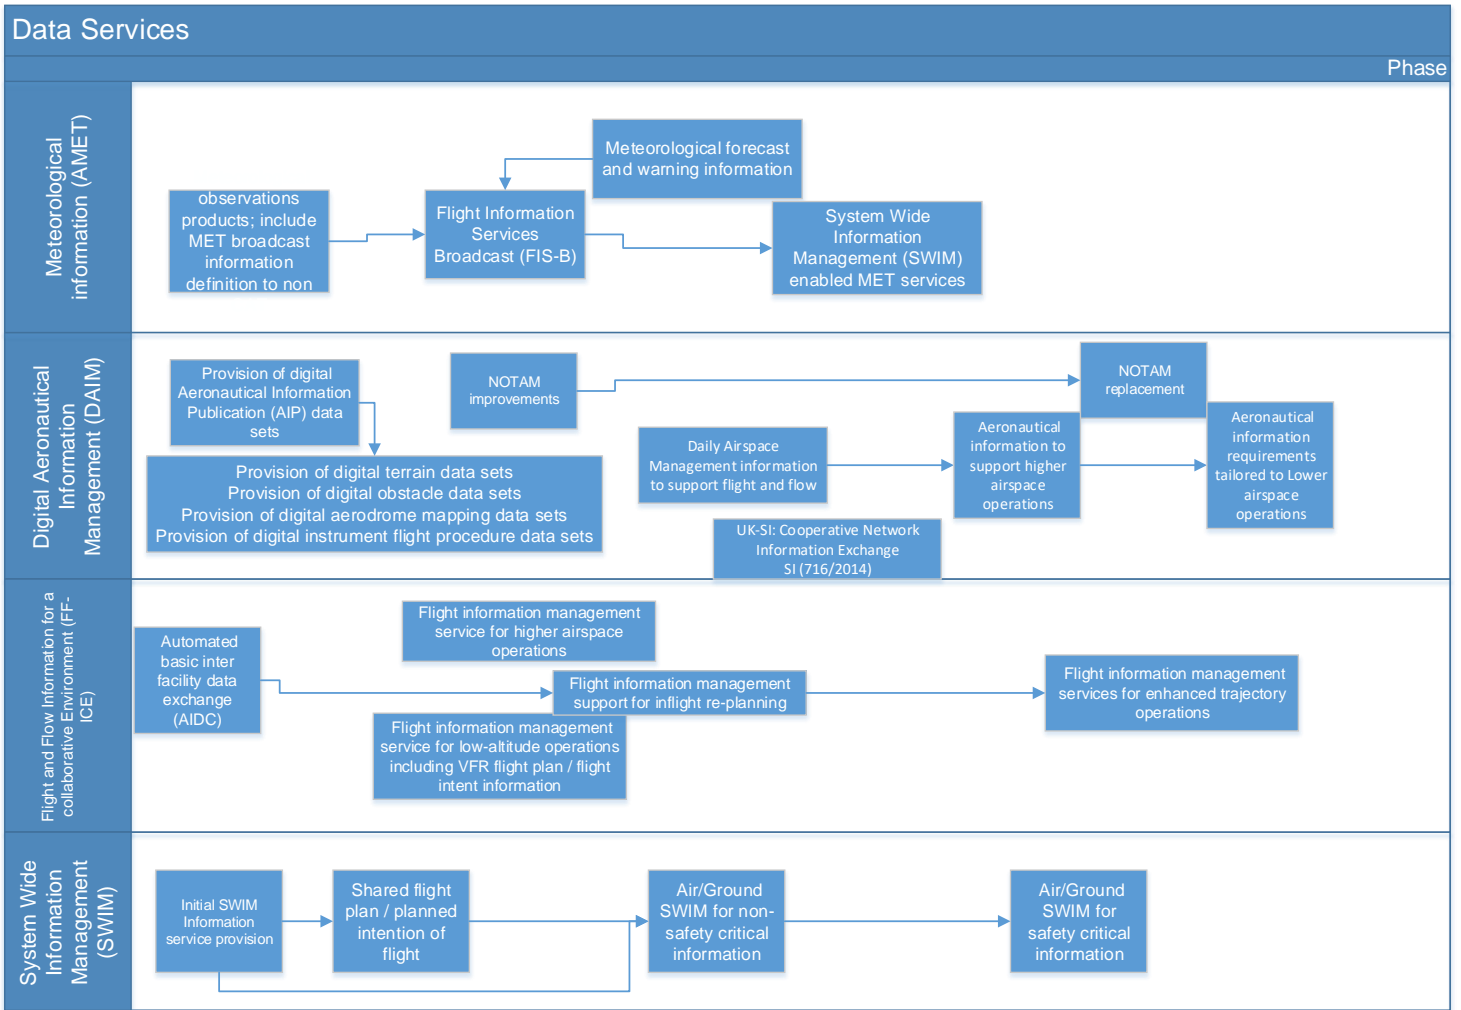 Data Services
Phase
Meteorological
information (AMET)
observations
products; include
MET broadcast
information
definition to non
Flight Information
Services
Broadcast (FIS-B)
Meteorological forecast
and warning information
System Wide
Information
Management (SWIM)
enabled MET services
Digital Aeronautical
Information
Management (DAIM)
Provision of digital
Aeronautical Information
Publication (AIP) data
sets
Provision of digital terrain data sets
Provision of digital obstacle data sets
Provision of digital aerodrome mapping data sets
Provision of digital instrument flight procedure data sets
NOTAM
improvements
Daily Airspace
Management information
to support flight and flow
UK-SI: Cooperative Network
Information Exchange
SI (716/2014)
Aeronautical
information to
support higher
airspace
operations
NOTAM
replacement
Aeronautical
information
requirements
tailored to Lower
airspace
operations
Flight and Flow Information for a
collaborative Environment (FF-
ICE)
Automated
basic inter
facility data
exchange
(AIDC)
Flight information management
service for higher airspace
operations
Flight information management
support for inflight re-planning
Flight information management
service for low-altitude operations
including VFR flight plan / flight
intent information
Flight information management
services for enhanced trajectory
operations
System Wide
Information
Management
(SWIM)
Initial SWIM
Information
service provision
Shared flight
plan / planned
intention of
flight
Air/Ground
SWIM for non-
safety critical
information
Air/Ground
SWIM for
safety critical
information